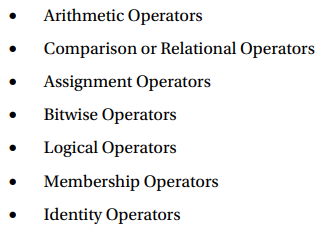 • Arithmetic Operators
• Comparison or Relational Operators
• Assignment Operators
• Bitwise Operators
• Logical Operators
• Membership Operators
• Identity Operators